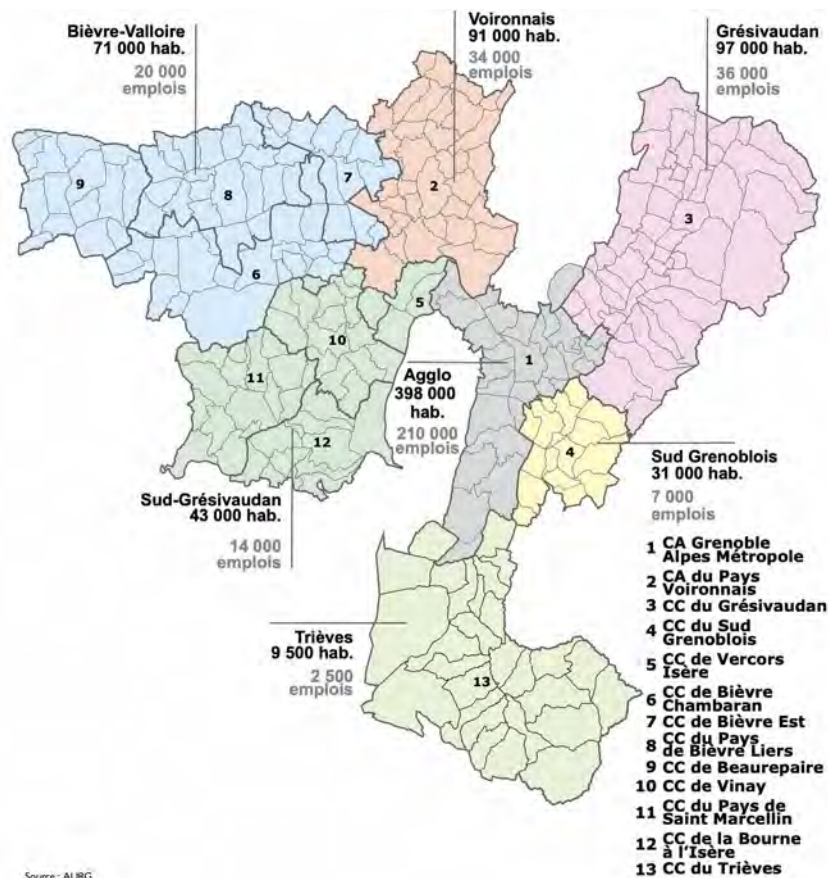 Bièvre-Valloire
71 000 hab.
20 000
emplois
Voironnais
91 000 hab.
34 000
emplois
Grésivaudan
97 000 hab.
36 000
emplois
9
8
7
2
3
6
5
10
1
11
Agglo
398 000
hab.
210 000
emplois
12
4
Sud Grenoblois
31 000 hab.
7 000
emplois
Sud-Grésivaudan
43 000 hab.
14 000
emplois
Trièves
9 500 hab.
2 500
emplois
13
1 CA Grenoble
Alpes Métropole
2 CA du Pays
Voironnais
3 CC du Grésivaudan
4 CC du Sud
Grenoblois
5 CC de Vercors
Isère
6 CC de Bièvre
Chambaran
7 CC de Bièvre Est
8 CC du Pays
de Bièvre Liers
9 CC de Beaurepaire
10 CC de Vinay
11 CC du Pays de
Saint Marcellin
12 CC de la Bourne
à l'Isère
13 CC du Trièves
Source : AURG